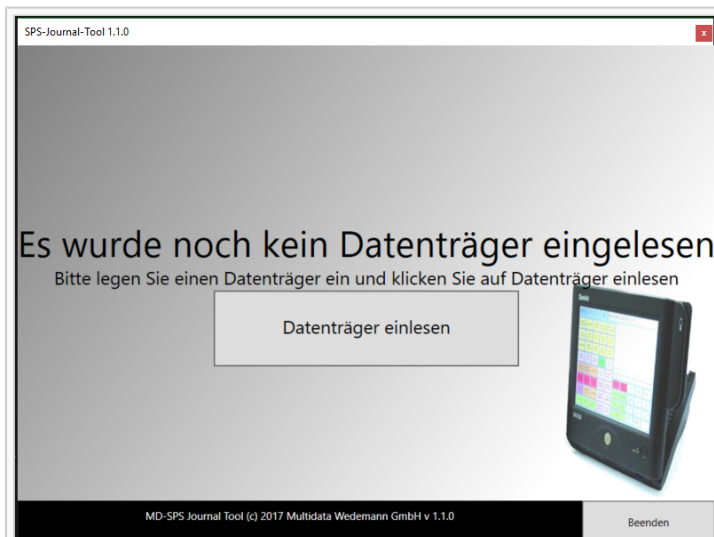 SPS-Journal-Tool 1.1.0
Es wurde noch kein Datenträger eingelesen
Bitte legen Sie einen Datenträger ein und klicken Sie auf Datenträger einlesen
Datenträger einlesen
MD-SPS Journal Tool (c) 2017 Multidata Wedemann GmbH v 1.1.0
Beenden